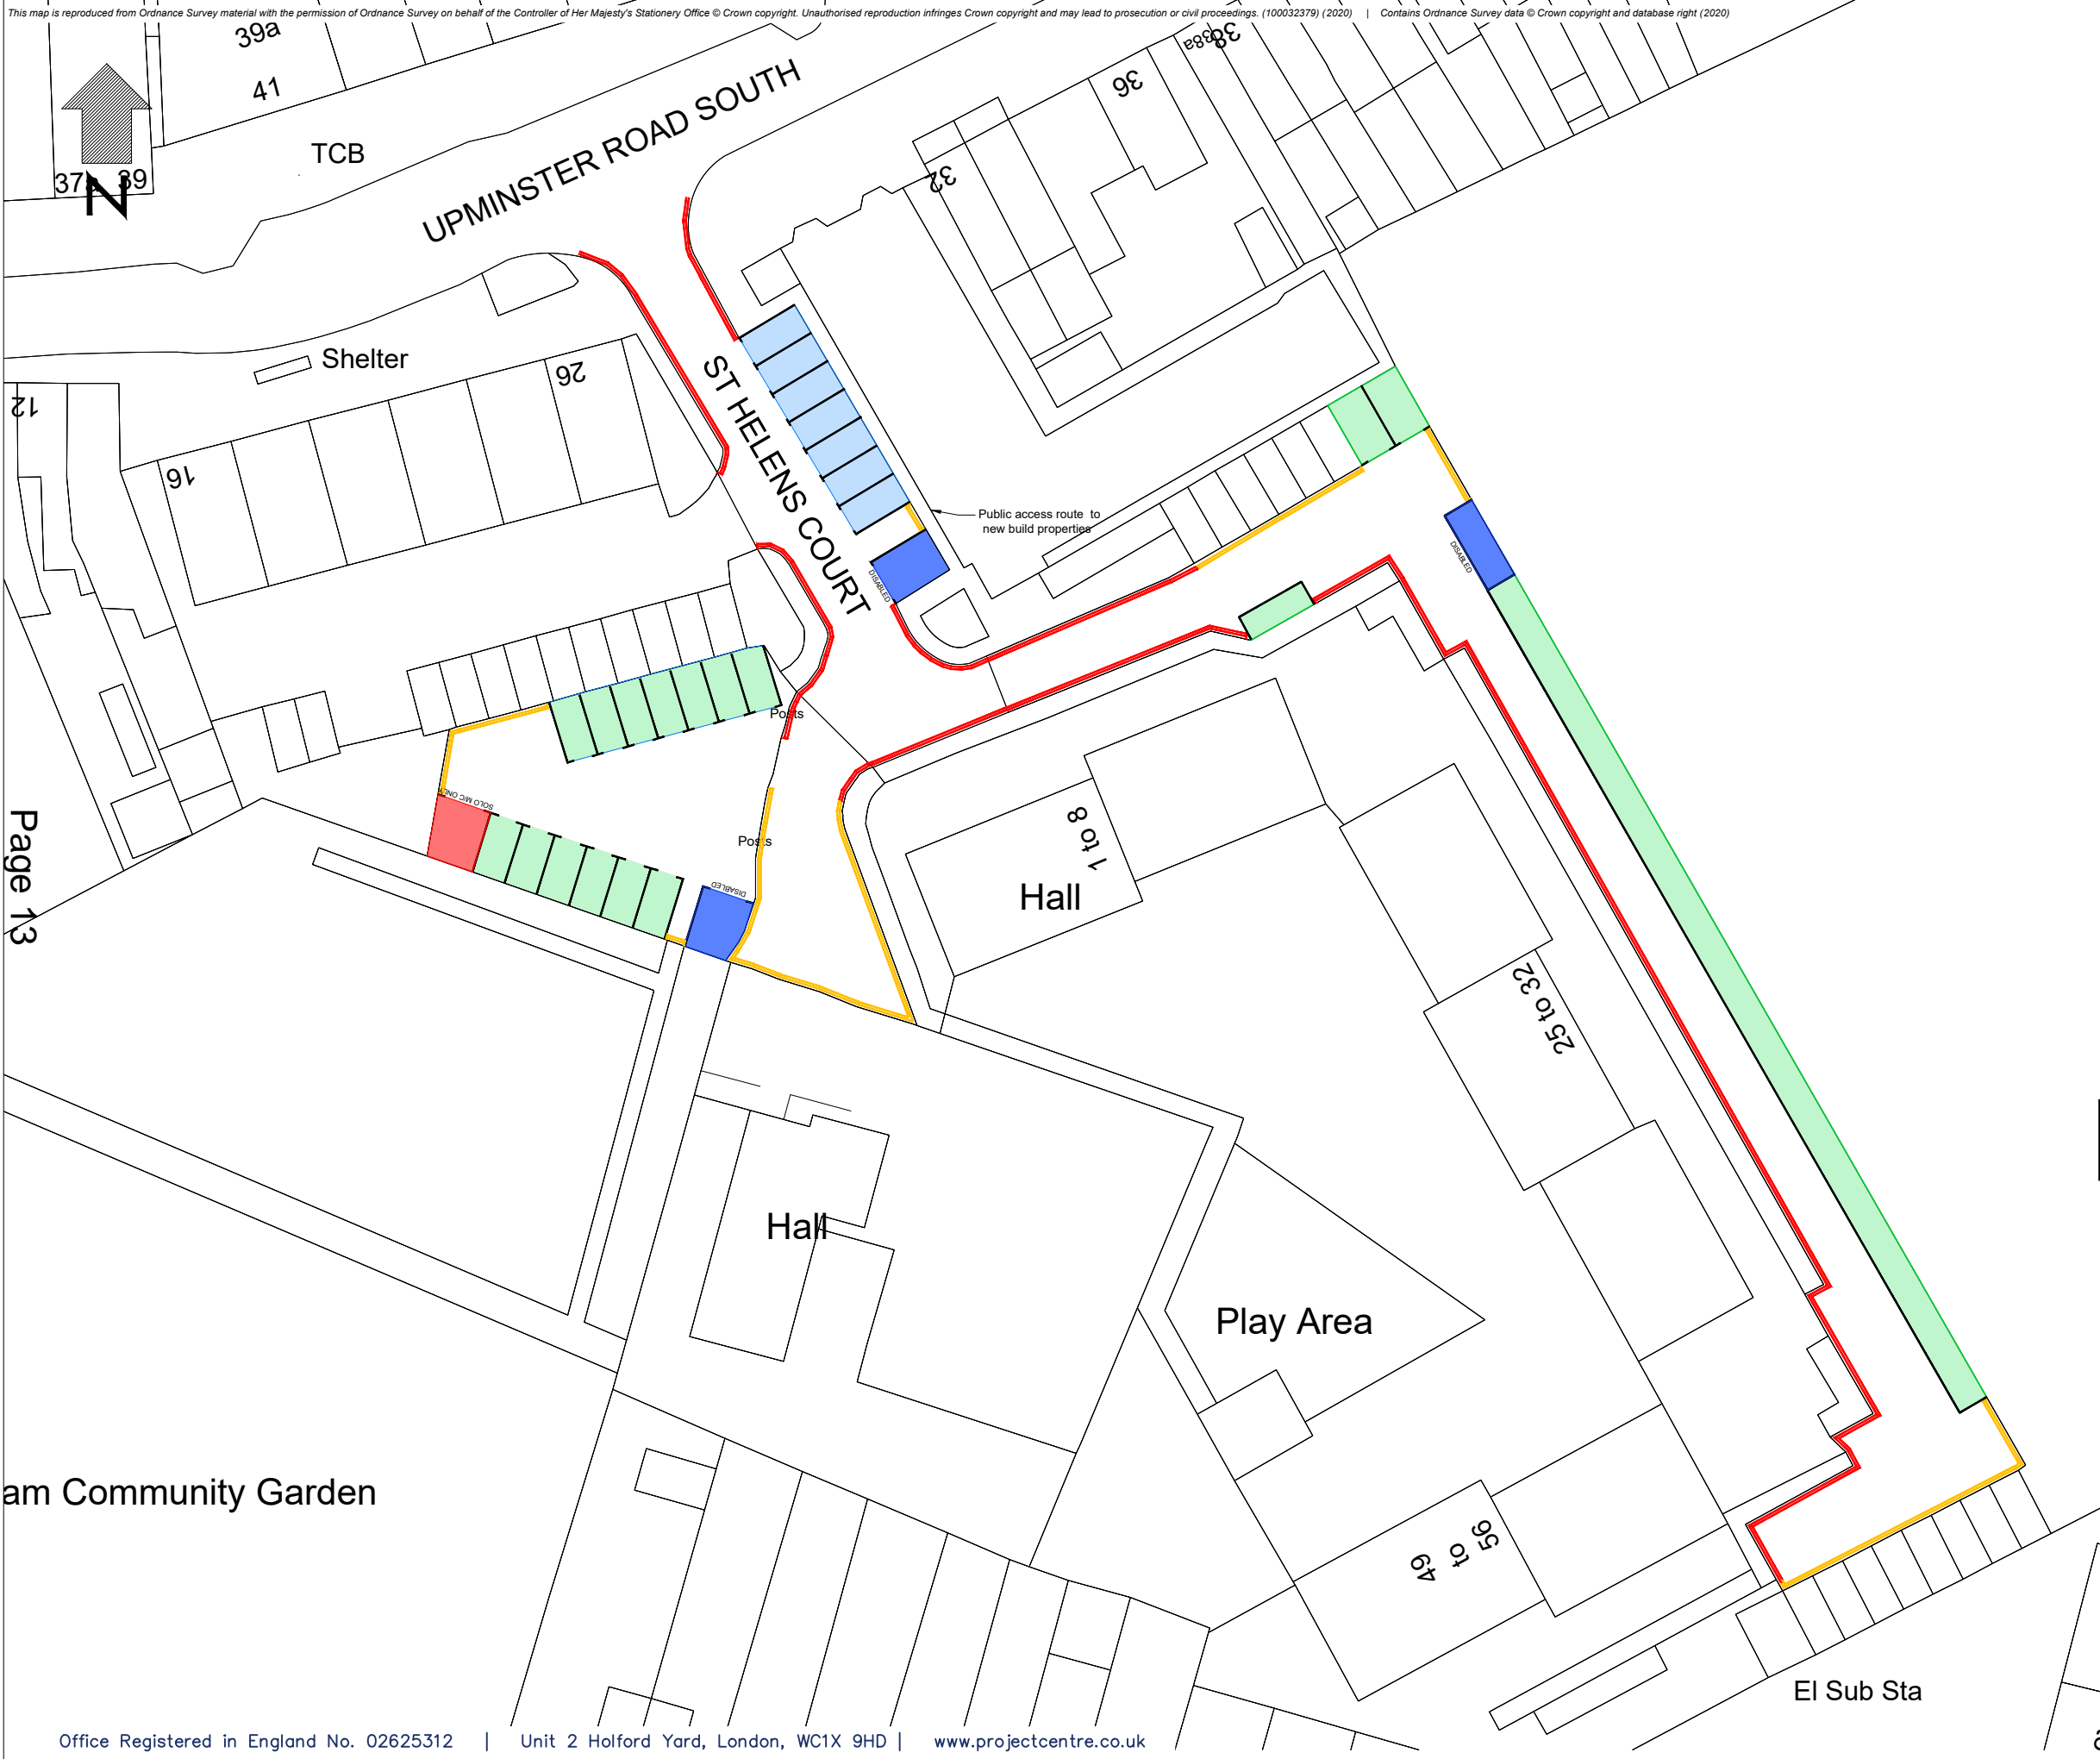 This map is reproduced from Ordnance Survey material with the permission of Ordnance Survey on behalf of the Controller of Her Majesty's Stationery Office © Crown copyright. Unauthorised reproduction infringes Crown copyright and may lead to prosecution or civil proceedings. (100032379) (2020) | Contains Ordnance Survey data © Crown copyright and database right (2020)
39a
41
TCB
39
N
UPMINSTER ROAD SOUTH
38
38a
36
32
Shelter
26
12
16
ST HELENS COURT
Public access route to
new build properties
DISABLED
DISABLED
Posts
SOLO M/C ONLY
Posts
DISABLED
Page 13
1 to 8
Hall
25 to 32
Hall
Play Area
am Community Garden
49
to
56
El Sub Sta
Office Registered in England No. 02625312 | Unit 2 Holford Yard, London, WC1X 9HD | www.projectcentre.co.uk